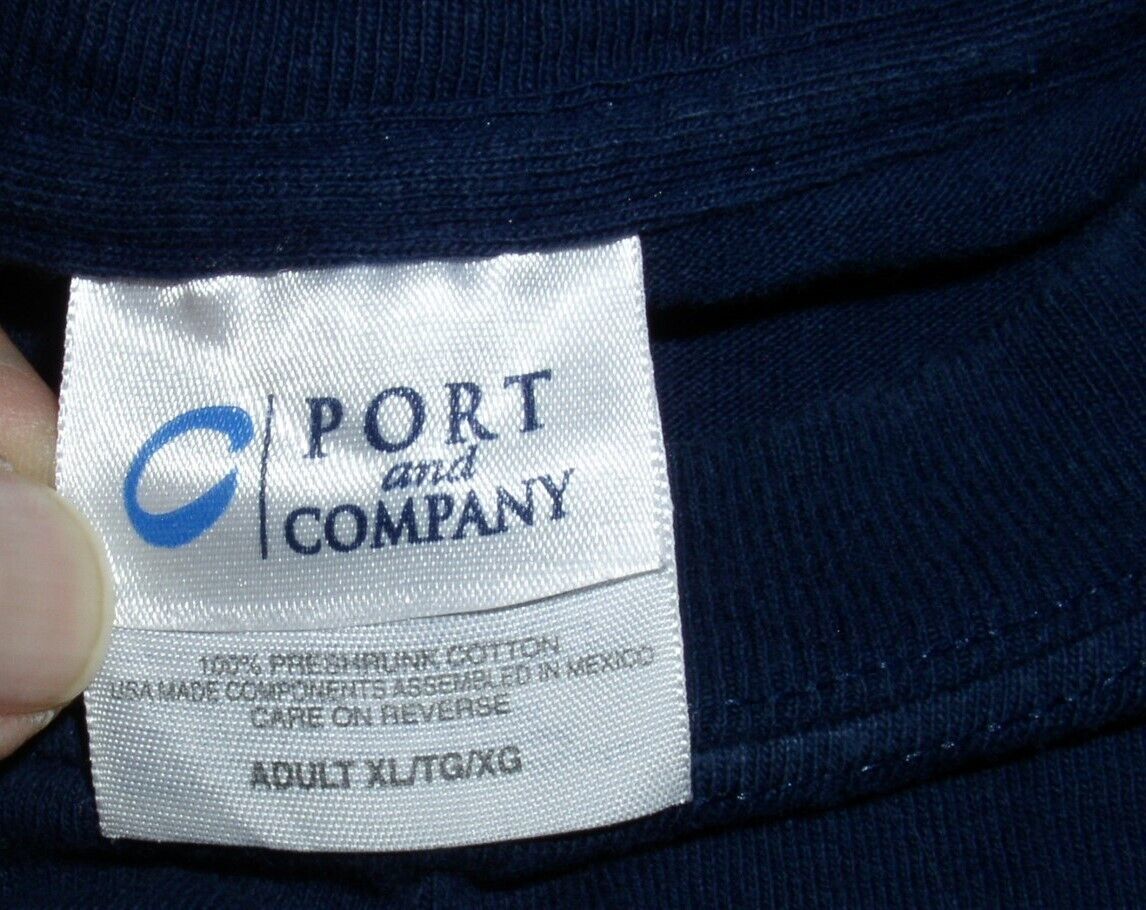 PORT
and
COMPANY
100% PRESHRUNK COTTON
USA MADE COMPONENTS ASSEMBLED IN MEXICO
CARE ON REVERSE
ADULT XL/TG/XG